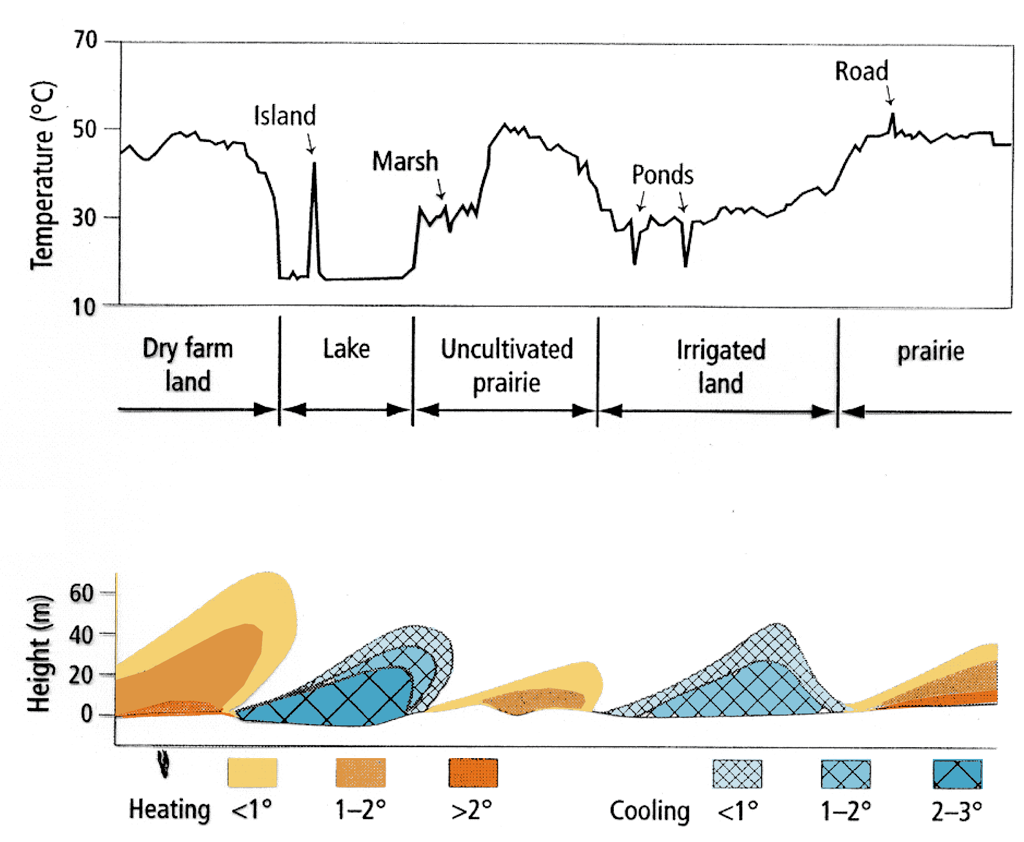 70
50
30
10
Temperature (°C)
Island
Marsh
Ponds
Road
Dry farm
land
Lake
Uncultivated
prairie
Irrigated
land
prairie
60
40
20
0
Height (m)
Heating
<1°
1–2°
>2°
Cooling
<1°
1–2°
2–3°